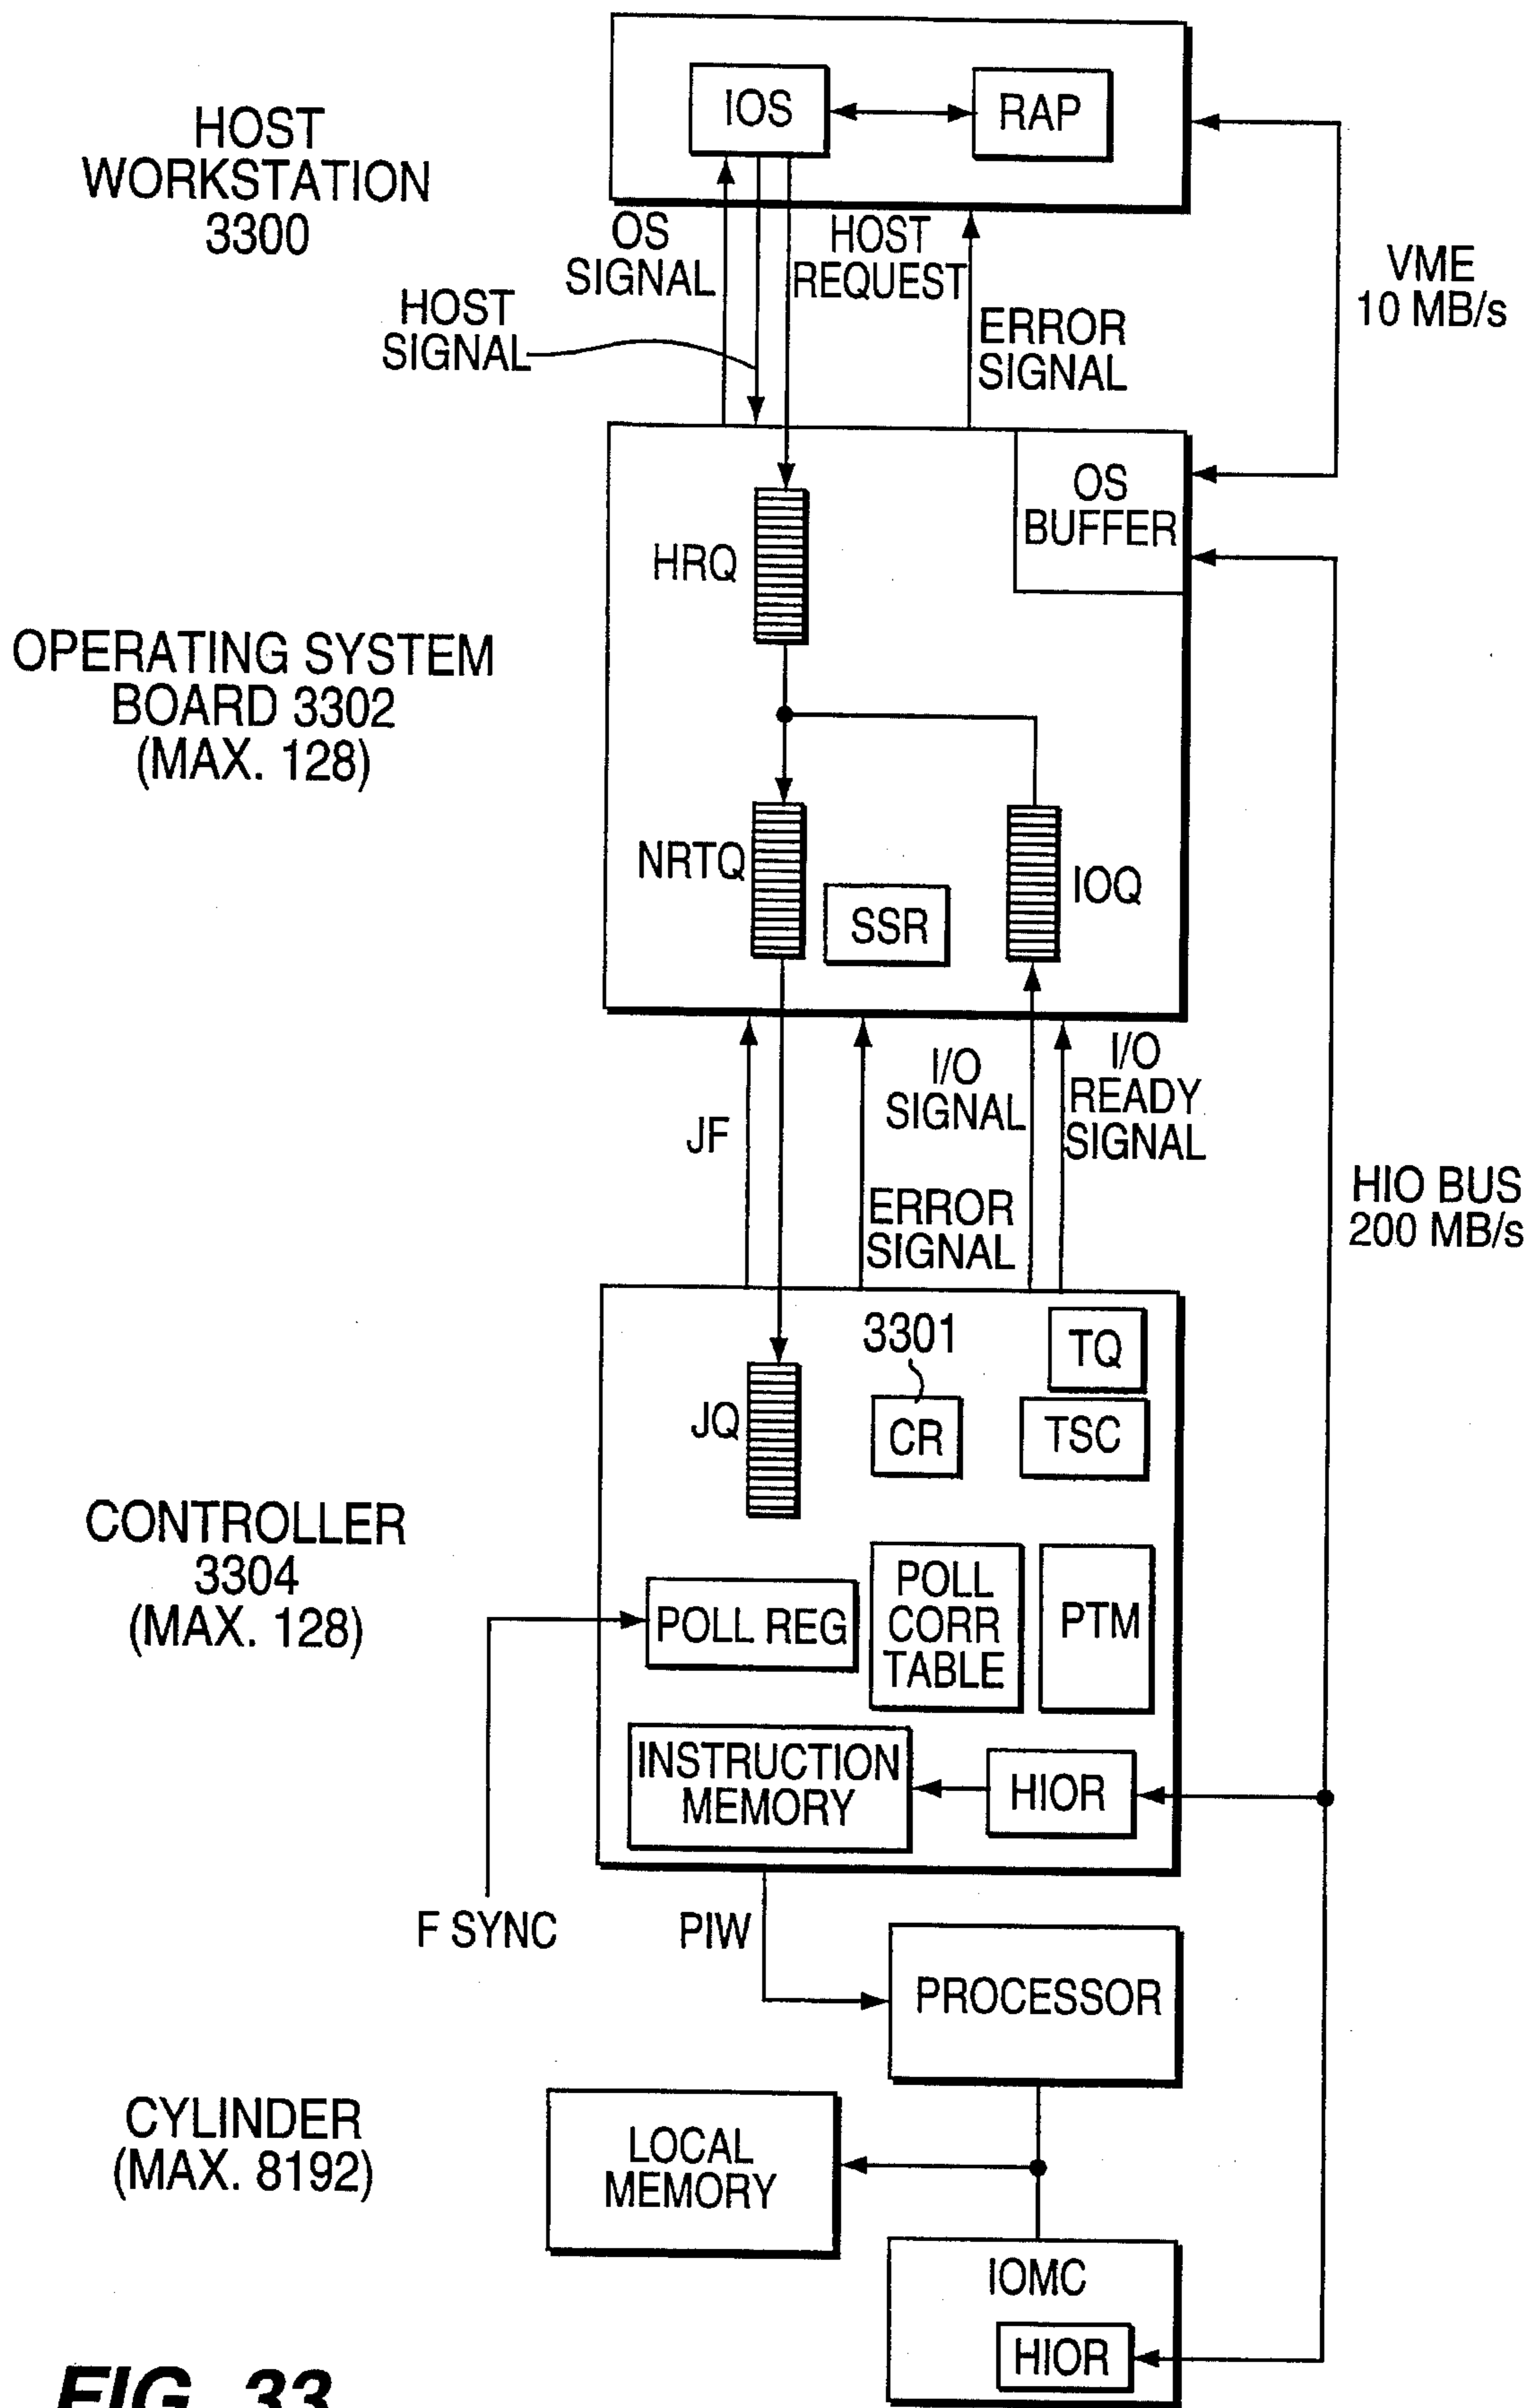 IOS
RAP
HOST
WORKSTATION
3300
OS
SIGNAL
HOST
REQUEST
HOST
SIGNAL
ERROR
SIGNAL
VME
10 MB/s
OS
BUFFER
HRQ
OPERATING SYSTEM
BOARD 3302
(MAX. 128)
NRTQ
SSR
IOQ
JF
I/O
SIGNAL
I/O
READY
SIGNAL
ERROR
SIGNAL
HIO BUS
200 MB/s
3301
TQ
JQ
CR
TSC
CONTROLLER
3304
(MAX. 128)
POLL REG
POLL
CORR
TABLE
PTM
INSTRUCTION
MEMORY
HIOR
F SYNC
PIW
PROCESSOR
CYLINDER
(MAX. 8192)
LOCAL
MEMORY
IOMC
HIOR
FIG. 33